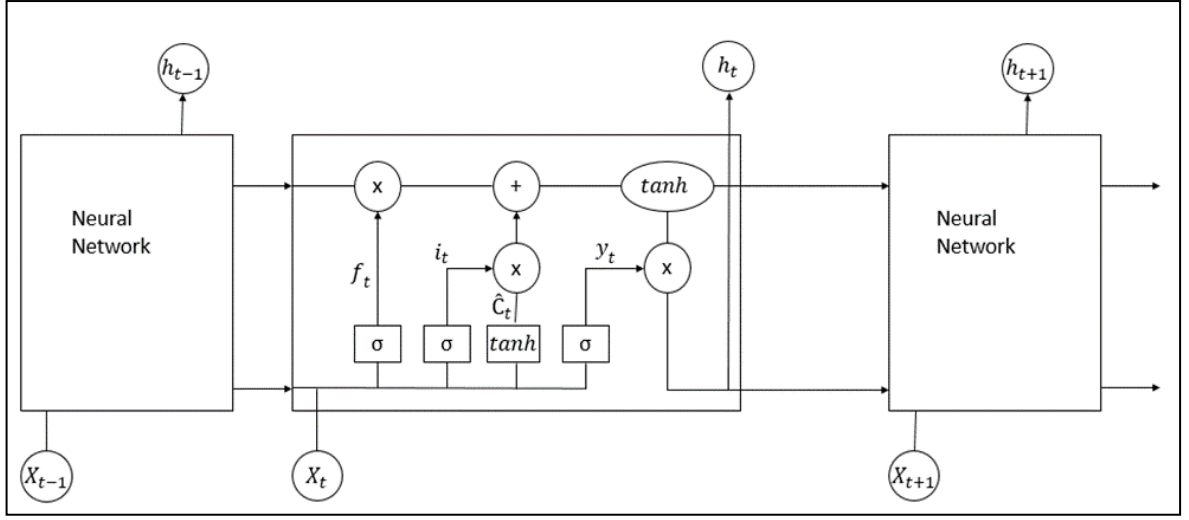 h_{t-1}
h_t
h_{t+1}
x
+
tanh
Neural
Network
Neural
Network
i_t
y_t
f_t
x
x
Ĉ_t
σ
σ
tanh
σ
X_{t-1}
X_t
X_{t+1}